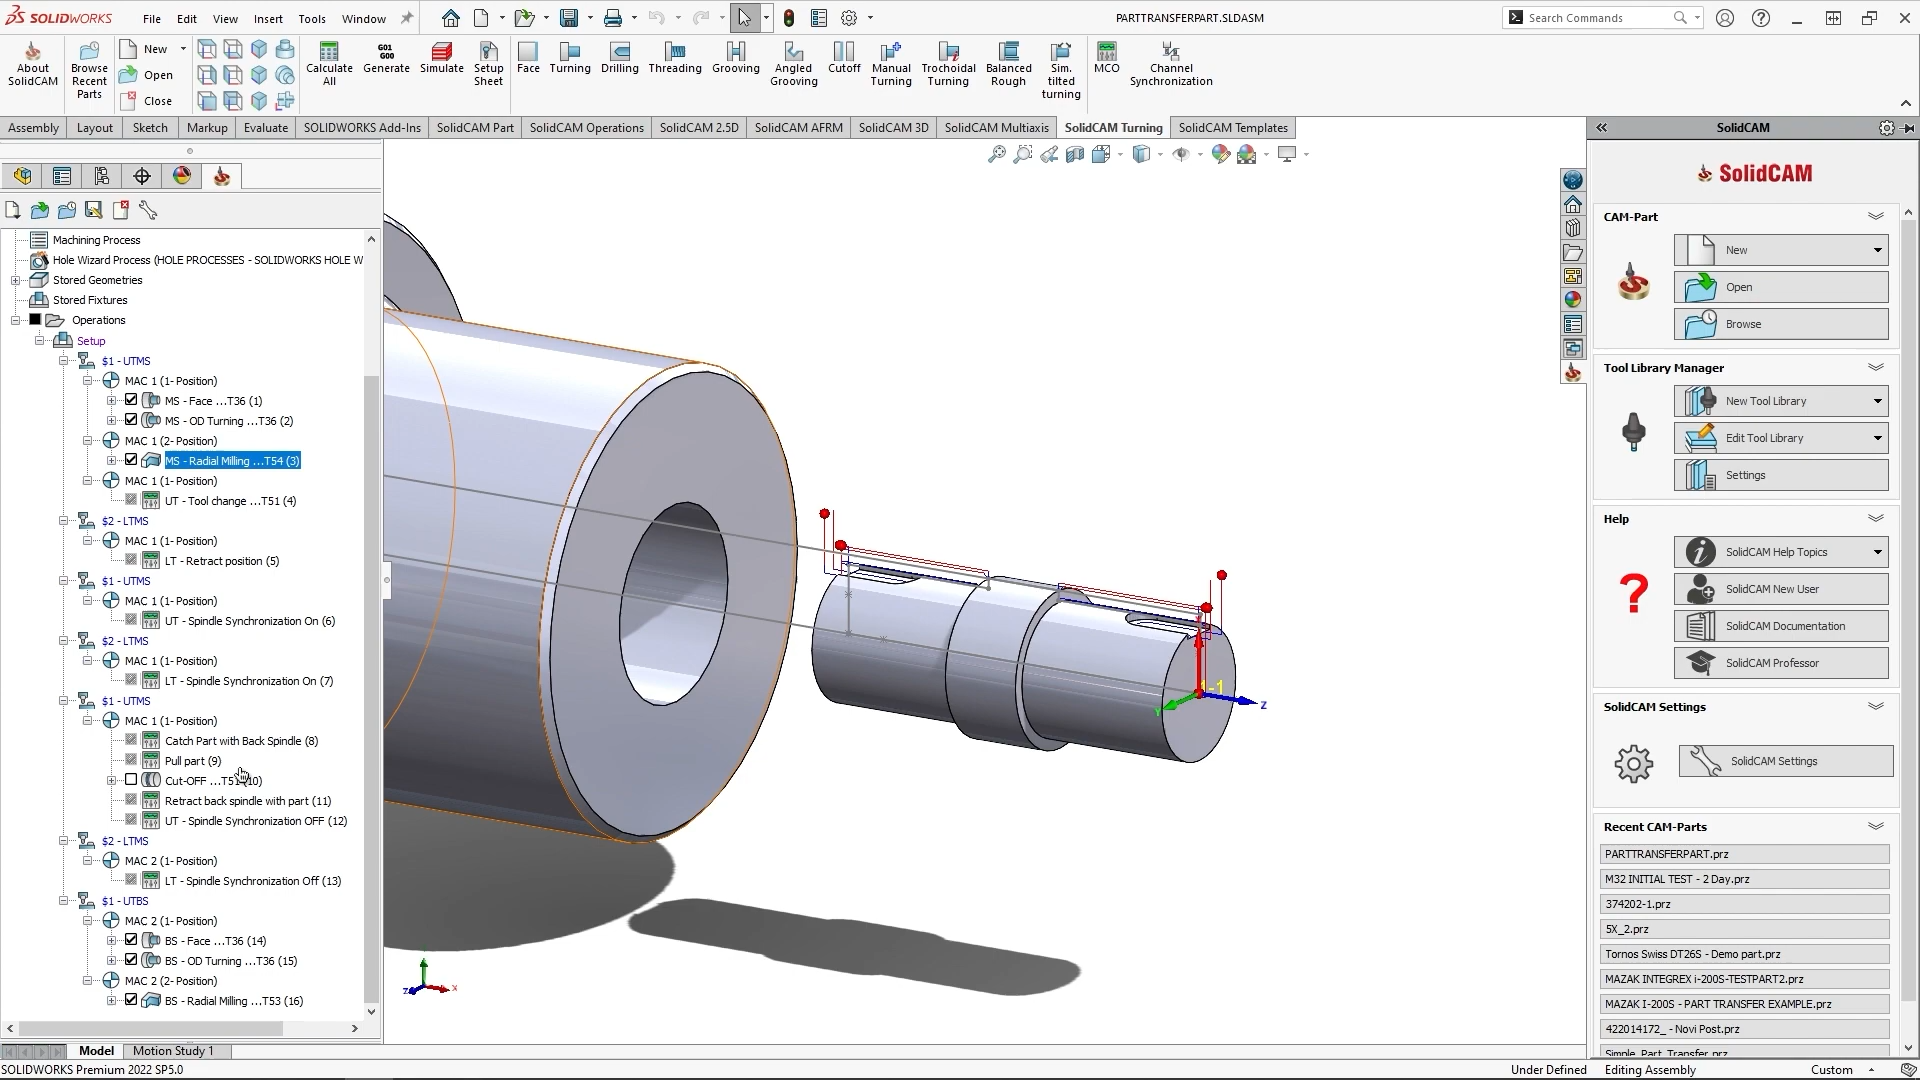 SOLIDWORKS File Edit View Insert Tools Window PARTTRANSFERPART.SLDASM Search Commands
About SolidCAM
Browse Recent Parts
New
Open
Close
Calculate All
G01 G00 Generate
Simulate
Setup Sheet
Face
Turning
Drilling
Threading
Grooving
Angled Grooving
Cutoff
Manual Turning
Trochoidal Turning
Balanced Rough
Sim. tilted turning
MCO
Channel Synchronization
Assembly Layout Sketch Markup Evaluate SOLIDWORKS Add-Ins SolidCAM Part SolidCAM Operations SolidCAM 2.5D SolidCAM AFRM SolidCAM 3D SolidCAM Multiaxis SolidCAM Turning SolidCAM Templates
Machining Process
Hole Wizard Process (HOLE PROCESSES - SOLIDWORKS HOLE W
Stored Geometries
Stored Fixtures
Operations
Setup
$1 - UTMS
MAC 1 (1- Position)
MS - Face ...T36 (1)
MS - OD Turning ...T36 (2)
MAC 1 (2- Position)
MS - Radial Milling ...T54 (3)
MAC 1 (1- Position)
UT - Tool change ...T51 (4)
$2 - LTMS
MAC 1 (1- Position)
LT - Retract position (5)
$1 - UTMS
MAC 1 (1- Position)
UT - Spindle Synchronization On (6)
$2 - LTMS
MAC 1 (1- Position)
LT - Spindle Synchronization On (7)
$1 - UTMS
MAC 1 (1- Position)
Catch Part with Back Spindle (8)
Pull part (9)
Cut-OFF ...T51 (10)
Retract back spindle with part (11)
UT - Spindle Synchronization OFF (12)
$2 - LTMS
MAC 2 (1- Position)
LT - Spindle Synchronization Off (13)
$1 - UTBS
MAC 2 (1- Position)
BS - Face ...T36 (14)
BS - OD Turning ...T36 (15)
MAC 2 (2- Position)
BS - Radial Milling ...T53 (16)
1-1
Y
Z
Z
X
SolidCAM
SolidCAM
CAM-Part
New
Open
Browse
Tool Library Manager
New Tool Library
Edit Tool Library
Settings
Help
SolidCAM Help Topics
SolidCAM New User
SolidCAM Documentation
SolidCAM Professor
SolidCAM Settings
SolidCAM Settings
Recent CAM-Parts
PARTTRANSFERPART.prz
M32 INITIAL TEST - 2 Day.prz
374202-1.prz
5X_2.prz
Tornos Swiss DT26S - Demo part.prz
MAZAK INTEGREX i-200S-TESTPART2.prz
MAZAK I-200S - PART TRANSFER EXAMPLE.prz
422014172_ - Novi Post.prz
Simple_Part_Transfer.prz
Model Motion Study 1
SOLIDWORKS Premium 2022 SP5.0 Under Defined Editing Assembly Custom